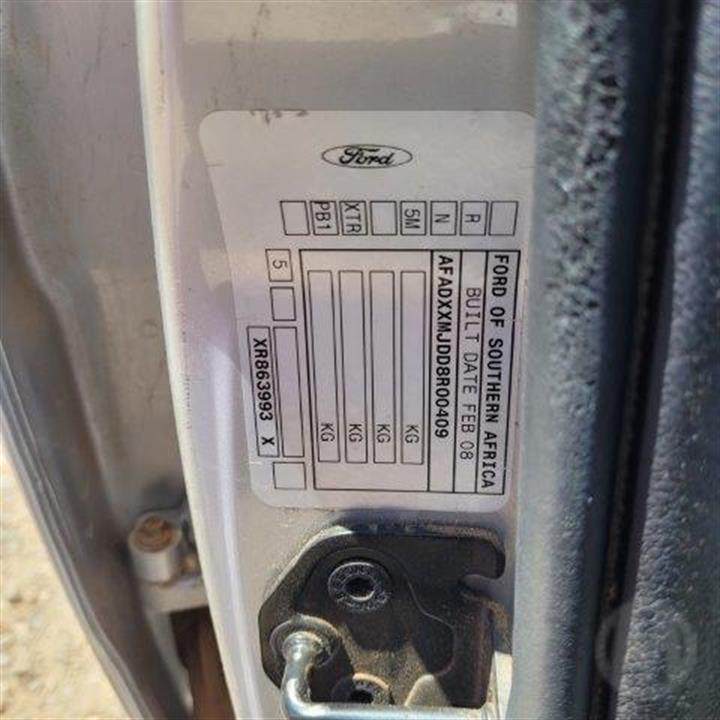 Ford
PB1 XTR 5M N R
FORD OF SOUTHERN AFRICA
BUILT DATE FEB 08
AFADXXMJDD8R00409
KG
KG
KG
KG
5
XR863993 X